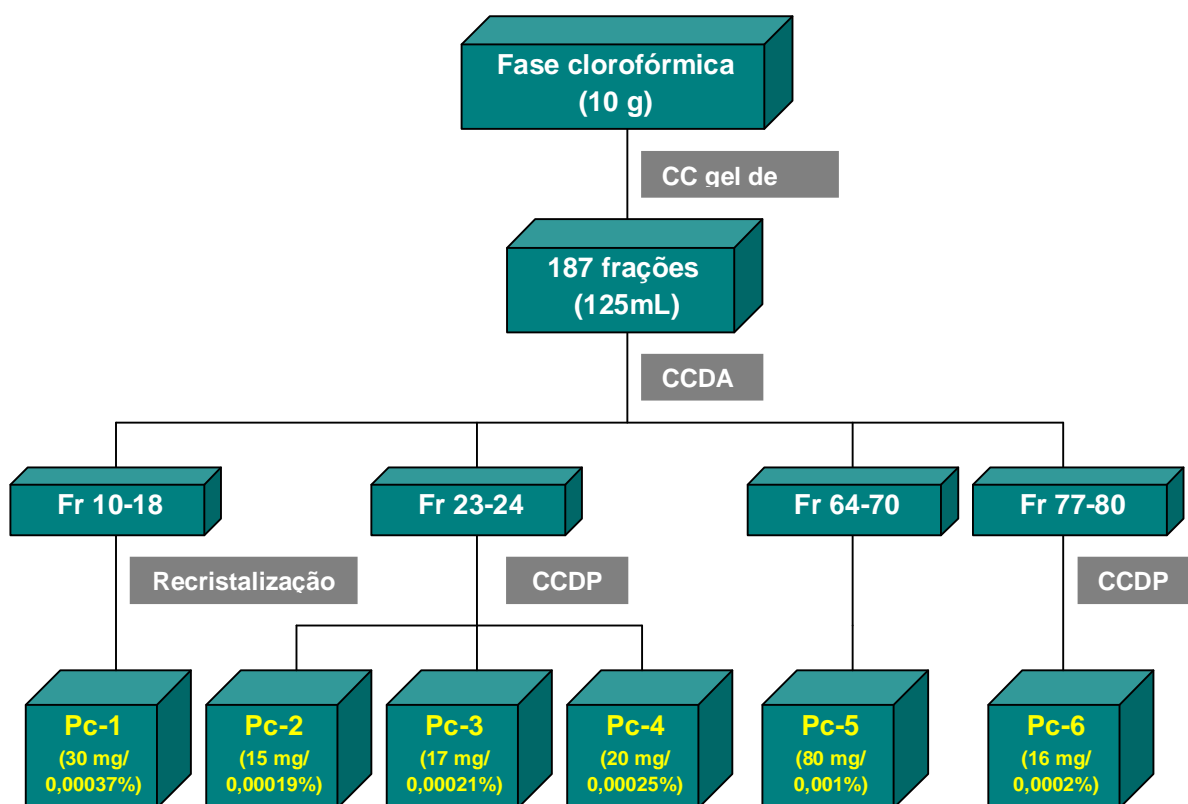 Fase clorofórmica
(10 g)
CC gel de
187 frações
(125mL)
CCDA
Fr 10-18
Fr 23-24
Fr 64-70
Fr 77-80
Recristalização
CCDP
CCDP
Pc-1
(30 mg/
0,00037%)
Pc-2
(15 mg/
0,00019%)
Pc-3
(17 mg/
0,00021%)
Pc-4
(20 mg/
0,00025%)
Pc-5
(80 mg/
0,001%)
Pc-6
(16 mg/
0,0002%)